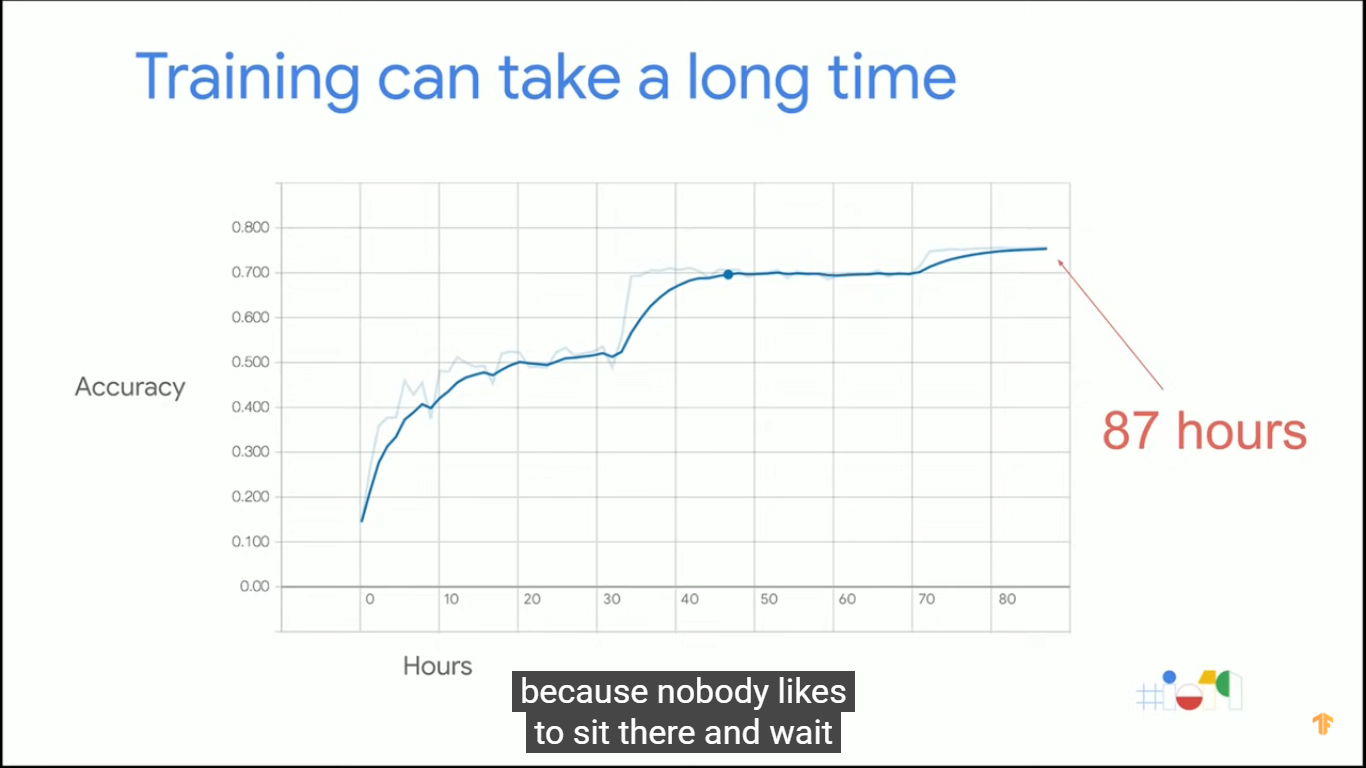 Training can take a long time
0.800
0.700
0.600
0.500
0.400
0.300
0.200
0.100
0.00
Accuracy
0 10 20 30 40 50 60 70 80
Hours
87 hours
because nobody likes
to sit there and wait
#io19